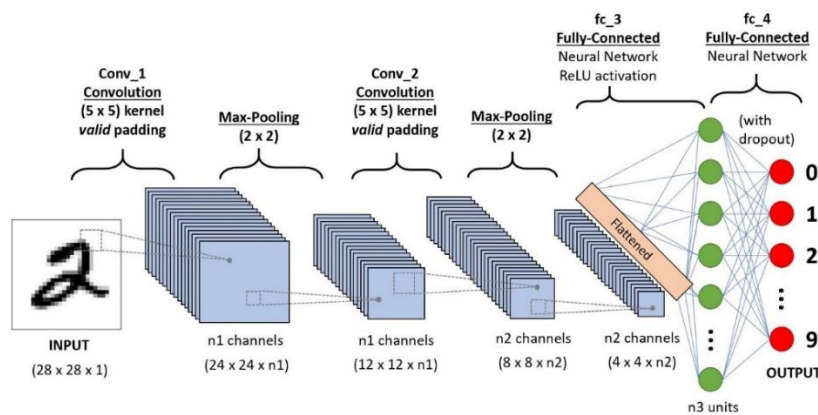 fc_3
Fully-Connected
Neural Network
ReLU activation
fc_4
Fully-Connected
Neural Network
Conv_1
Convolution
(5 x 5) kernel
valid padding
Max-Pooling
(2 x 2)
Conv_2
Convolution
(5 x 5) kernel
valid padding
Max-Pooling
(2 x 2)
(with
dropout)
Flattened
2
0
1
2
9
INPUT
(28 x 28 x 1)
n1 channels
(24 x 24 x n1)
n1 channels
(12 x 12 x n1)
n2 channels
(8 x 8 x n2)
n2 channels
(4 x 4 x n2)
n3 units
OUTPUT